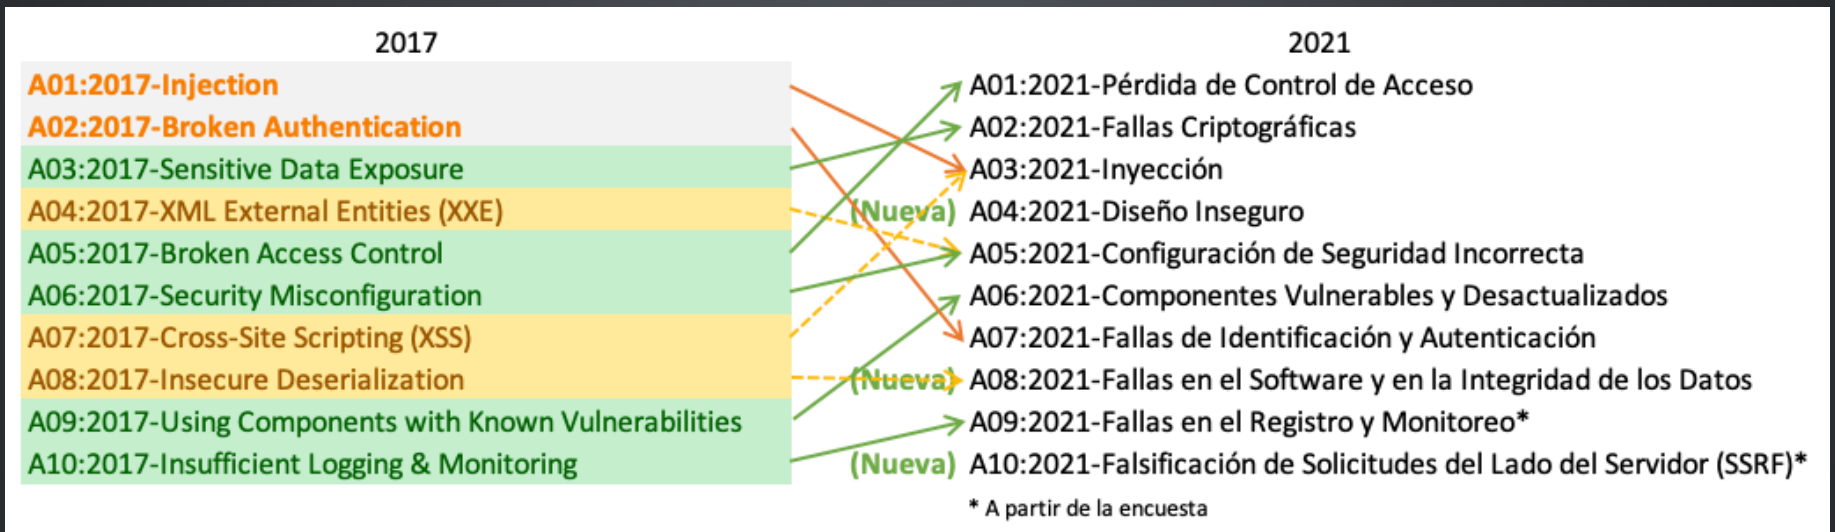 2017
2021
A01:2017-Injection
A02:2017-Broken Authentication
A03:2017-Sensitive Data Exposure
A04:2017-XML External Entities (XXE)
A05:2017-Broken Access Control
A06:2017-Security Misconfiguration
A07:2017-Cross-Site Scripting (XSS)
A08:2017-Insecure Deserialization
A09:2017-Using Components with Known Vulnerabilities
A10:2017-Insufficient Logging & Monitoring
A01:2021-Pérdida de Control de Acceso
A02:2021-Fallas Criptográficas
A03:2021-Inyección
(Nueva) A04:2021-Diseño Inseguro
A05:2021-Configuración de Seguridad Incorrecta
A06:2021-Componentes Vulnerables y Desactualizados
A07:2021-Fallas de Identificación y Autenticación
(Nueva) A08:2021-Fallas en el Software y en la Integridad de los Datos
A09:2021-Fallas en el Registro y Monitoreo*
(Nueva) A10:2021-Falsificación de Solicitudes del Lado del Servidor (SSRF)*
* A partir de la encuesta